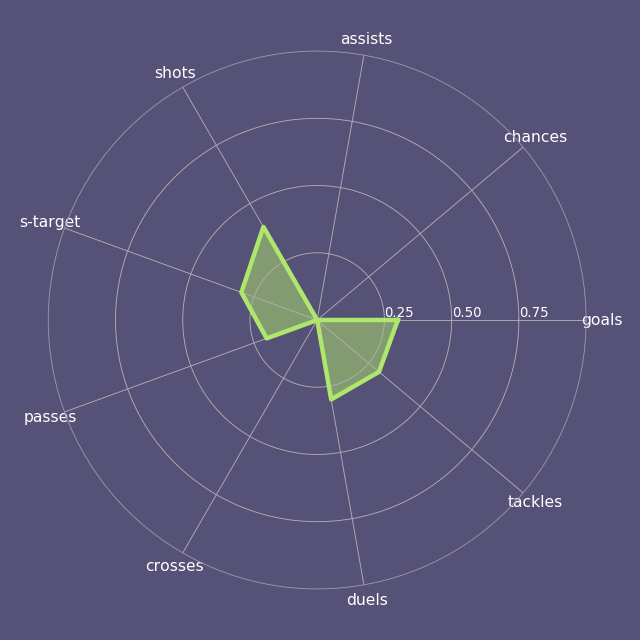 assists
shots
chances
s-target
0.25
0.50
0.75
goals
passes
tackles
crosses
duels